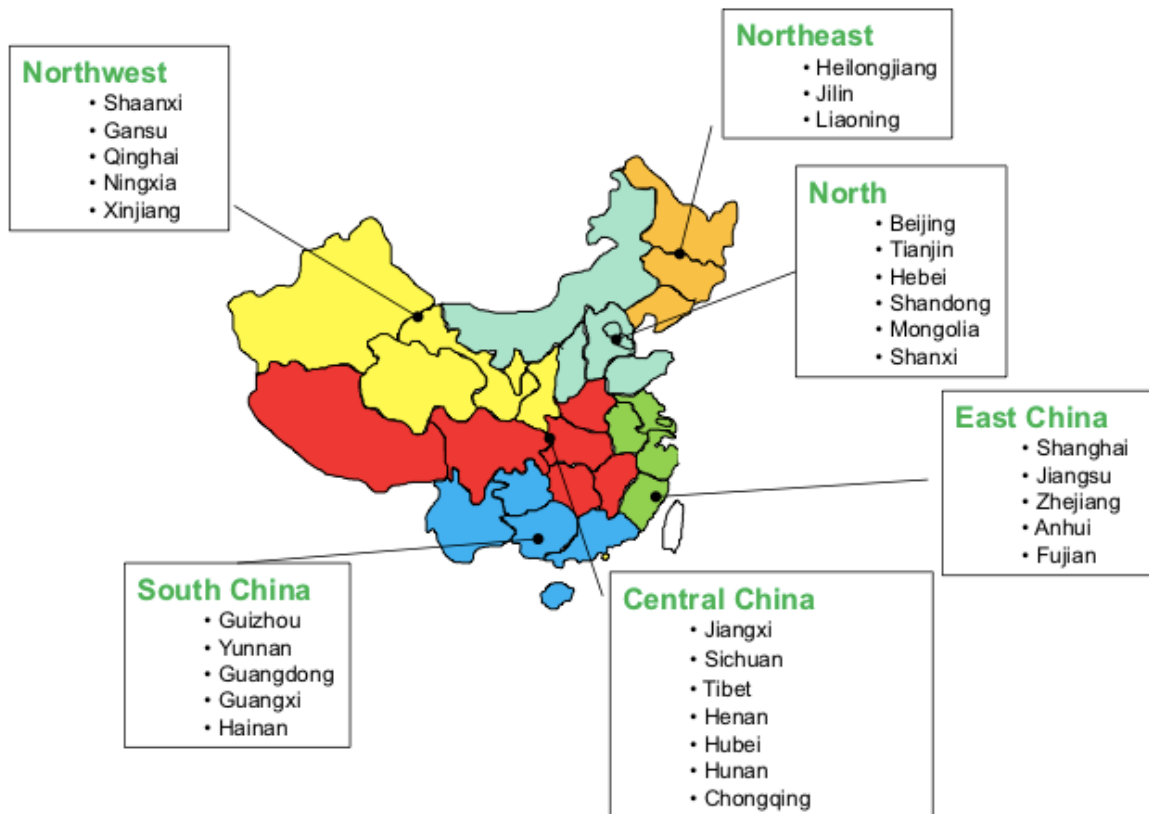 Northwest
• Shaanxi
• Gansu
• Qinghai
• Ningxia
• Xinjiang
Northeast
• Heilongjiang
• Jilin
• Liaoning
North
• Beijing
• Tianjin
• Hebei
• Shandong
• Mongolia
• Shanxi
East China
• Shanghai
• Jiangsu
• Zhejiang
• Anhui
• Fujian
South China
• Guizhou
• Yunnan
• Guangdong
• Guangxi
• Hainan
Central China
• Jiangxi
• Sichuan
• Tibet
• Henan
• Hubei
• Hunan
• Chongqing